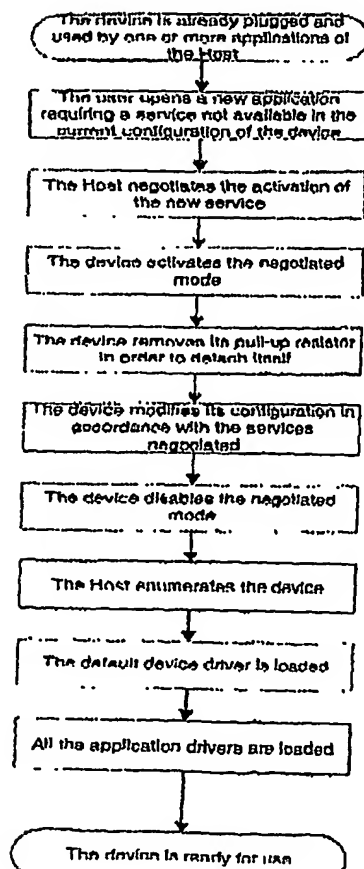 The device is already plugged and
used by one or more applications of
the Host
The user opens a new application
requiring a service not available in the
current configuration of the device
The Host negotiates the activation of
the new service
The device activates the negotiated
mode
The device removes its pull-up resistor
in order to detach itself
The device modifies its configuration in
accordance with the services
negotiated
The device disables the negotiated
mode
The Host enumerates the device
The default device driver is loaded
All the application drivers are loaded
The device is ready for use